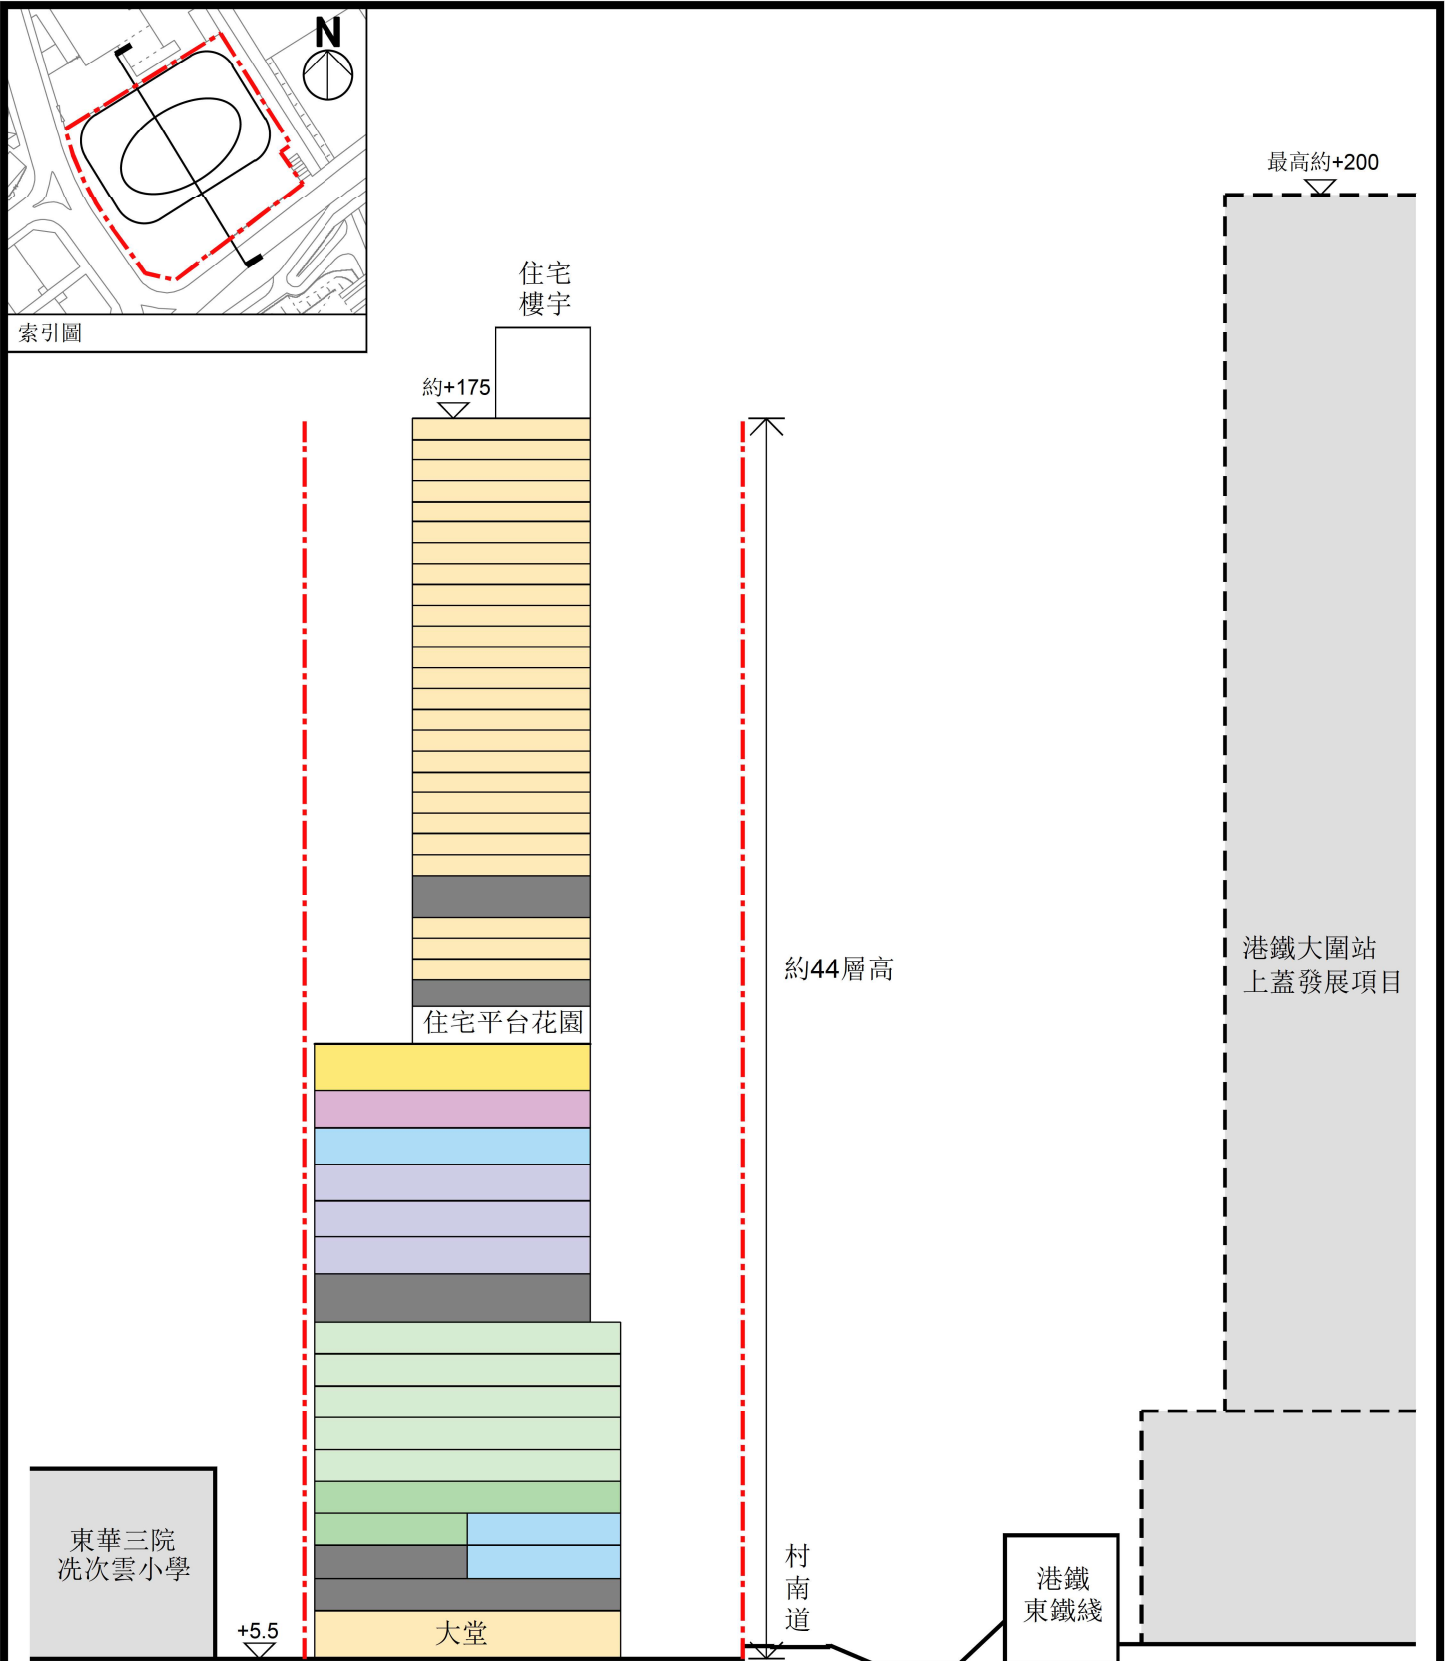 N
索引圖
最高約+200
住宅
樓宇
約+175
約44層高
港鐵大圍站
上蓋發展項目
住宅平台花園
東華三院
冼次雲小學
+5.5
大堂
村
南
道
港鐵
東鐵綫